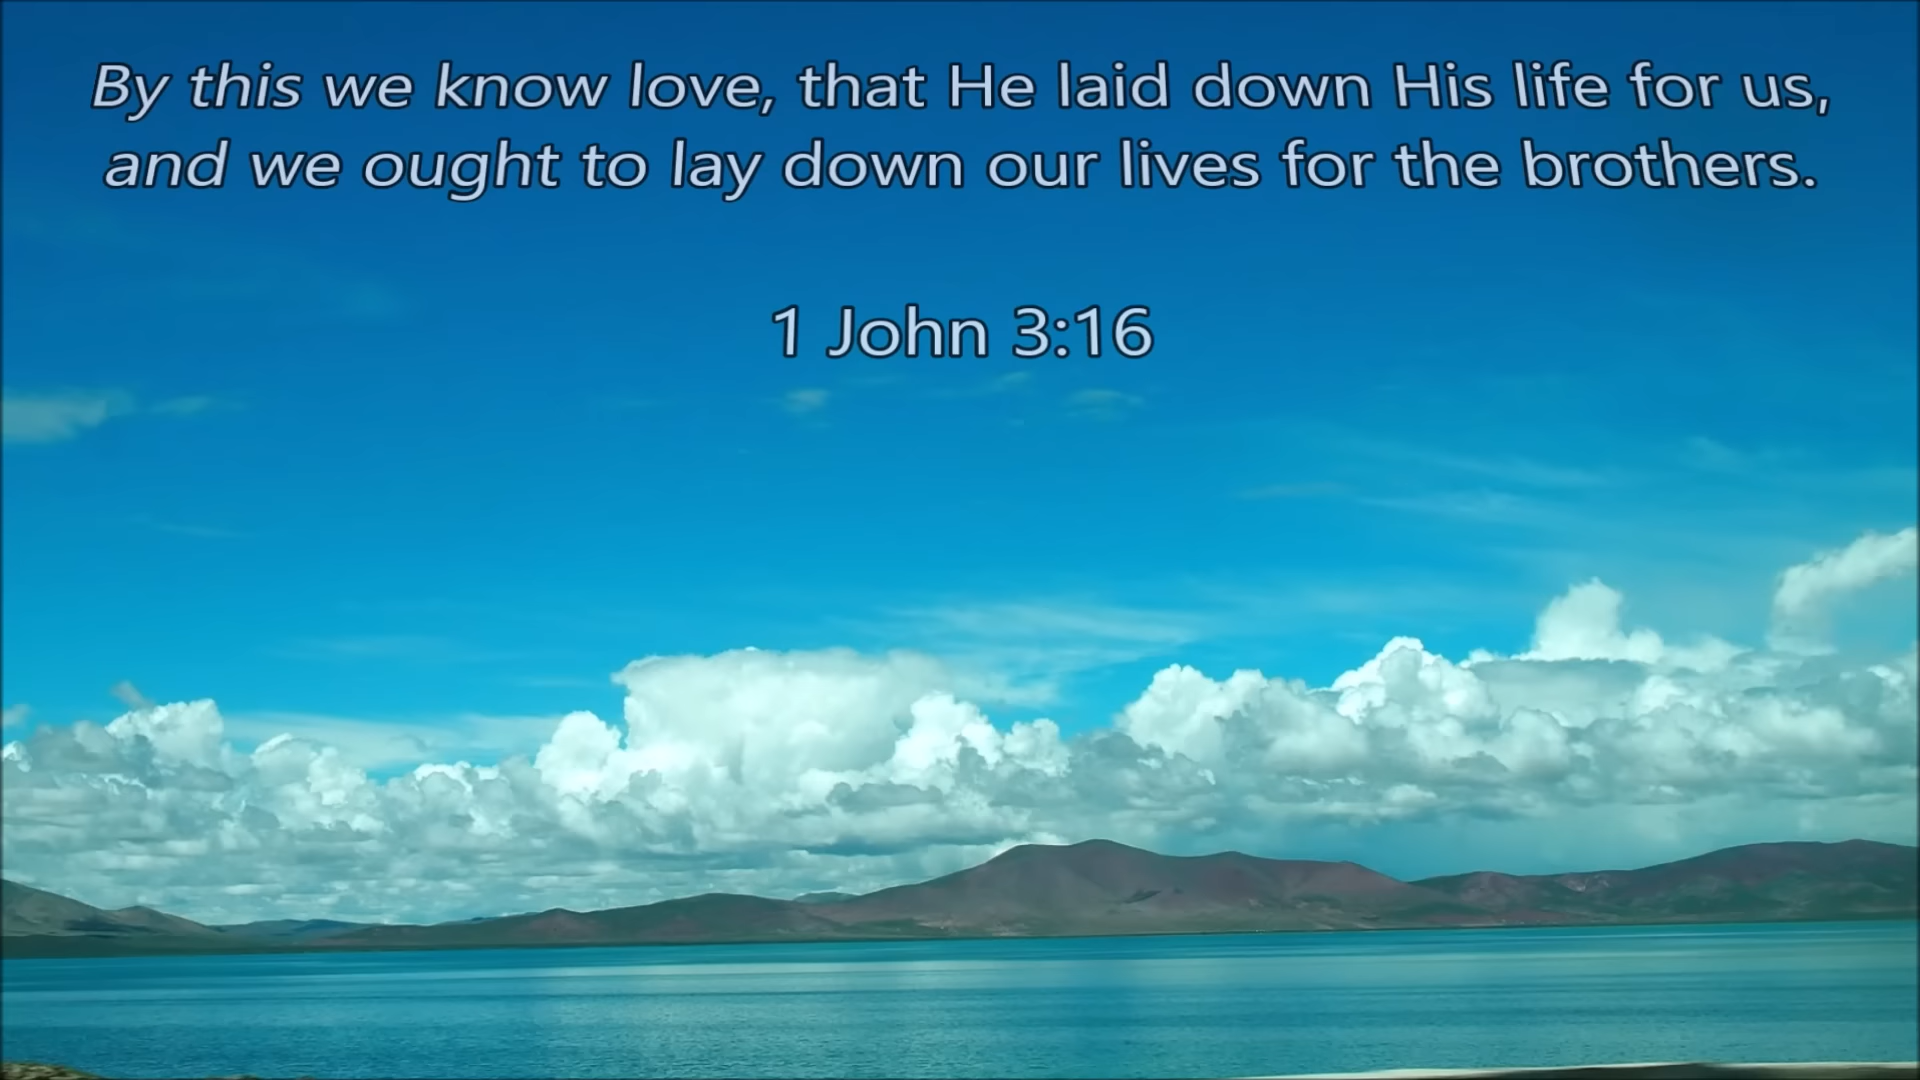 By this we know love, that He laid down His life for us,
and we ought to lay down our lives for the brothers.
1 John 3:16